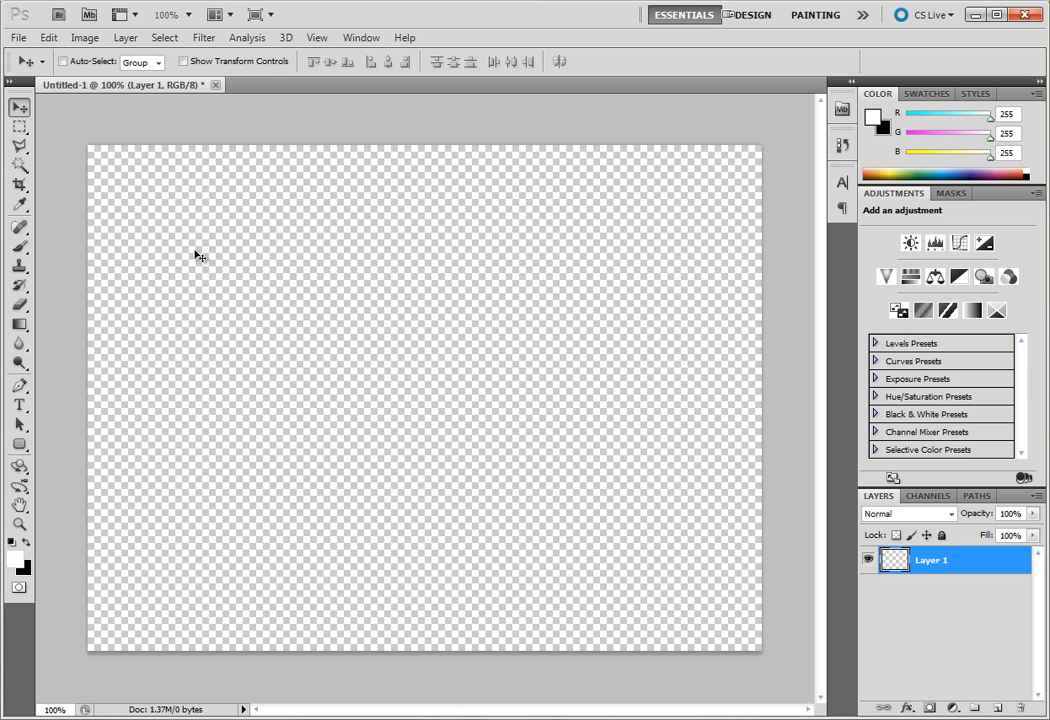 Ps Br Mb 100% ESSENTIALS DESIGN PAINTING CS Live
File Edit Image Layer Select Filter Analysis 3D View Window Help
Auto-Select: Group Show Transform Controls
Untitled-1 @ 100% (Layer 1, RGB/8) *
Mb
COLOR SWATCHES STYLES
R 255
G 255
B 255
ADJUSTMENTS MASKS
Add an adjustment
Levels Presets
Curves Presets
Exposure Presets
Hue/Saturation Presets
Black & White Presets
Channel Mixer Presets
Selective Color Presets
LAYERS CHANNELS PATHS
Normal Opacity: 100%
Lock: Fill: 100%
Layer 1
fx
100% Doc: 1.37M/0 bytes